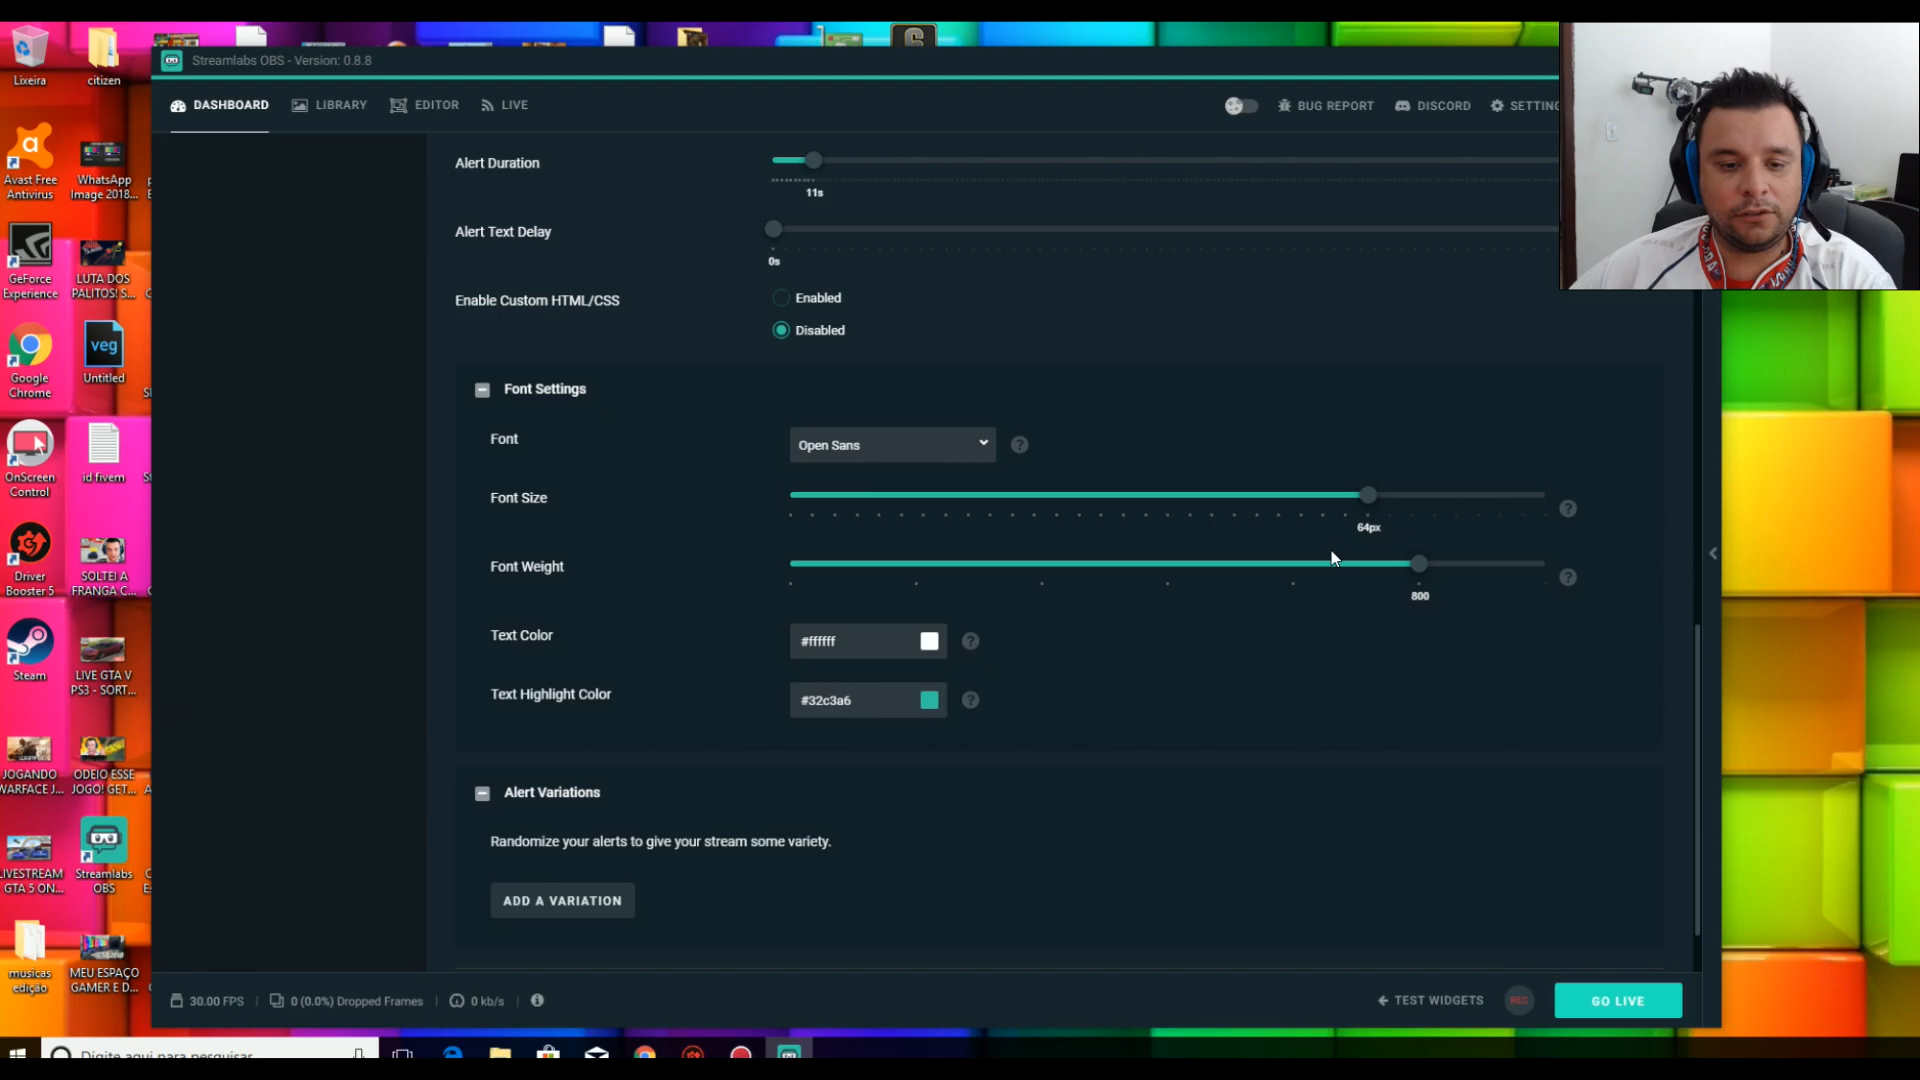 Lixeira
citizen
Avast Free
Antivirus
WhatsApp
Image 2018...
GeForce
Experience
LUTA DOS
PALITOS! S...
Google
Chrome
veg
Untitled
OnScreen
Control
id fivem
Driver
Booster 5
SOLTEI A
FRANGA C...
Steam
LIVE GTA V
PS3 - SORT...
JOGANDO
WARFACE J...
ODEIO ESSE
JOGO! GET...
LIVESTREAM
GTA 5 ON...
Streamlabs
OBS
musicas
edição
MEU ESPAÇO
GAMER E D...
Streamlabs OBS - Version: 0.8.8
DASHBOARD
LIBRARY
EDITOR
LIVE
BUG REPORT
DISCORD
SETTING
Alert Duration
11s
Alert Text Delay
0s
Enable Custom HTML/CSS
Enabled
Disabled
Font Settings
Font
Open Sans
Font Size
64px
Font Weight
800
Text Color
#ffffff
Text Highlight Color
#32c3a6
Alert Variations
Randomize your alerts to give your stream some variety.
ADD A VARIATION
30.00 FPS
0 (0.0%) Dropped Frames
0 kb/s
TEST WIDGETS
REC
GO LIVE
Digite aqui para pesquisar